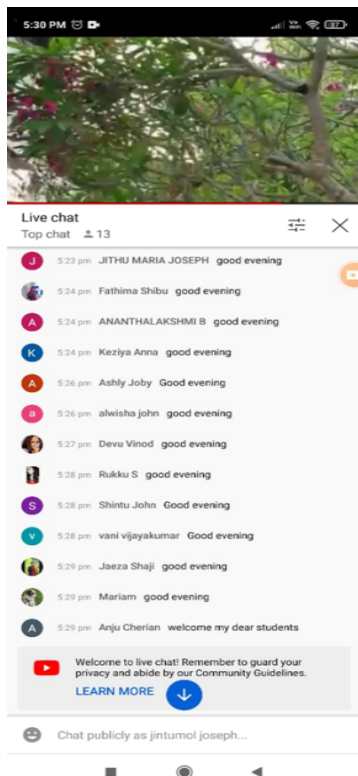 5:30 PM
Live chat
Top chat 13
J 5:23 pm JITHU MARIA JOSEPH good evening
5:24 pm Fathima Shibu good evening
A 5:24 pm ANANTHALAKSHMI B good evening
K 5:24 pm Keziya Anna good evening
A 5:26 pm Ashly Joby Good evening
a 5:26 pm alwisha john good evening
5:27 pm Devu Vinod good evening
5:28 pm Rukku S good evening
S 5:28 pm Shintu John Good evening
v 5:28 pm vani vijayakumar Good evening
5:29 pm Jaeza Shaji good evening
5:29 pm Mariam good evening
A 5:29 pm Anju Cherian welcome my dear students
Welcome to live chat! Remember to guard your
privacy and abide by our Community Guidelines.
LEARN MORE
Chat publicly as jintumol joseph...